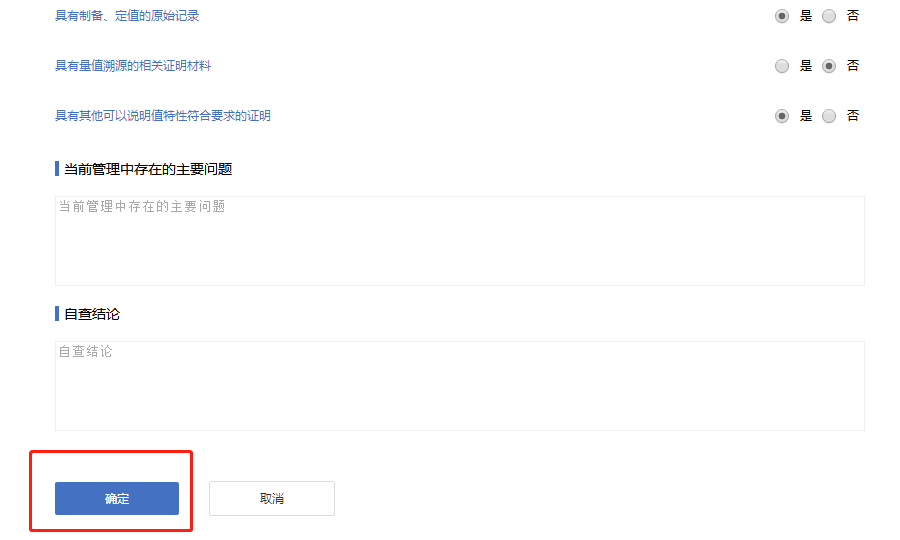 具有制备、定值的原始记录 是 否
具有量值溯源的相关证明材料 是 否
具有其他可以说明值特性符合要求的证明 是 否
当前管理中存在的主要问题
当前管理中存在的主要问题
自查结论
自查结论
确定 取消